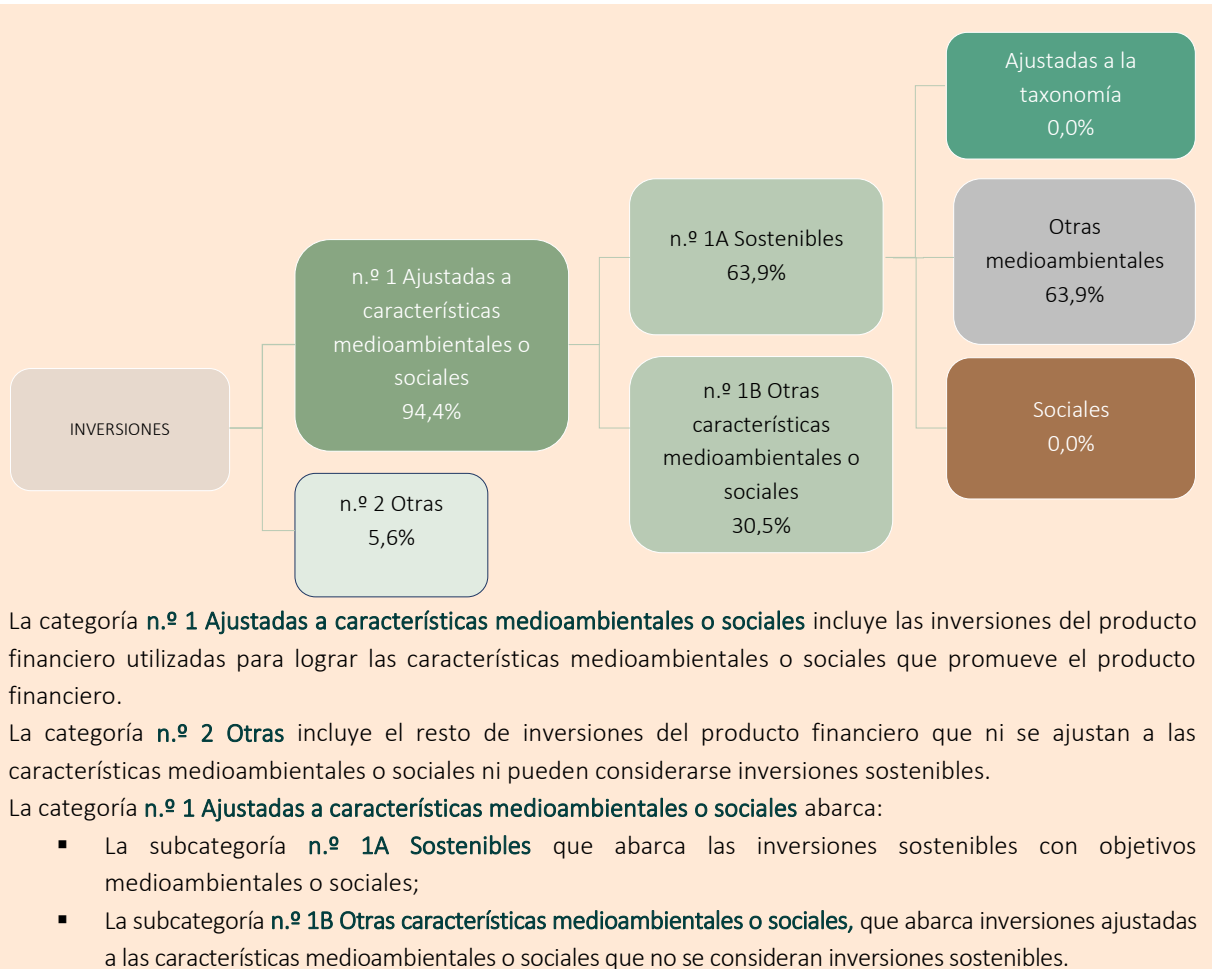 Ajustadas a la
taxonomía
0,0%
n.º 1A Sostenibles
63,9%
Otras
medioambientales
63,9%
n.º 1 Ajustadas a
características
medioambientales o
sociales
94,4%
INVERSIONES
n.º 1B Otras
características
medioambientales o
sociales
30,5%
Sociales
0,0%
n.º 2 Otras
5,6%
La categoría n.º 1 Ajustadas a características medioambientales o sociales incluye las inversiones del producto
financiero utilizadas para lograr las características medioambientales o sociales que promueve el producto
financiero.
La categoría n.º 2 Otras incluye el resto de inversiones del producto financiero que ni se ajustan a las
características medioambientales o sociales ni pueden considerarse inversiones sostenibles.
La categoría n.º 1 Ajustadas a características medioambientales o sociales abarca:
▪ La subcategoría n.º 1A Sostenibles que abarca las inversiones sostenibles con objetivos
medioambientales o sociales;
▪ La subcategoría n.º 1B Otras características medioambientales o sociales, que abarca inversiones ajustadas
a las características medioambientales o sociales que no se consideran inversiones sostenibles.